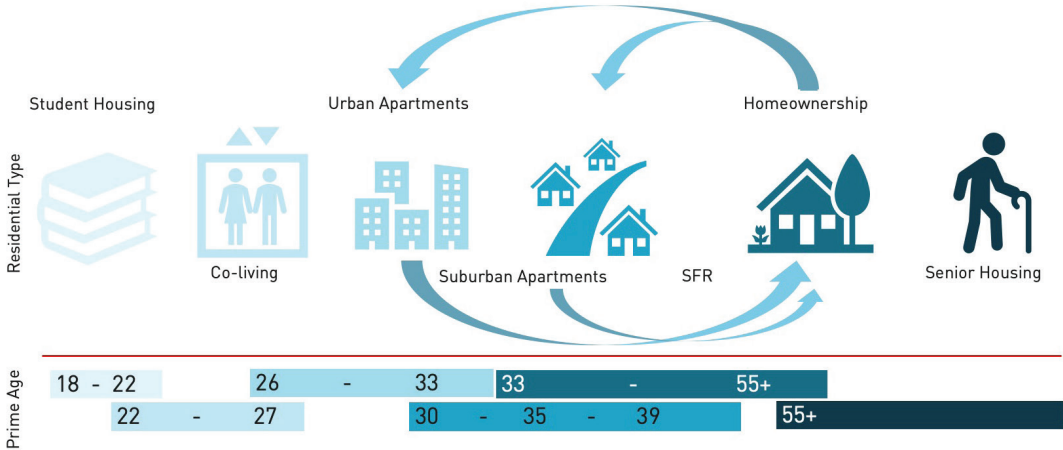 Student Housing
Urban Apartments
Homeownership
Residential Type
Co-living
Suburban Apartments
SFR
Senior Housing
Prime Age
18 - 22
26 - 33
33 - 55+
22 - 27
30 - 35 - 39
55+